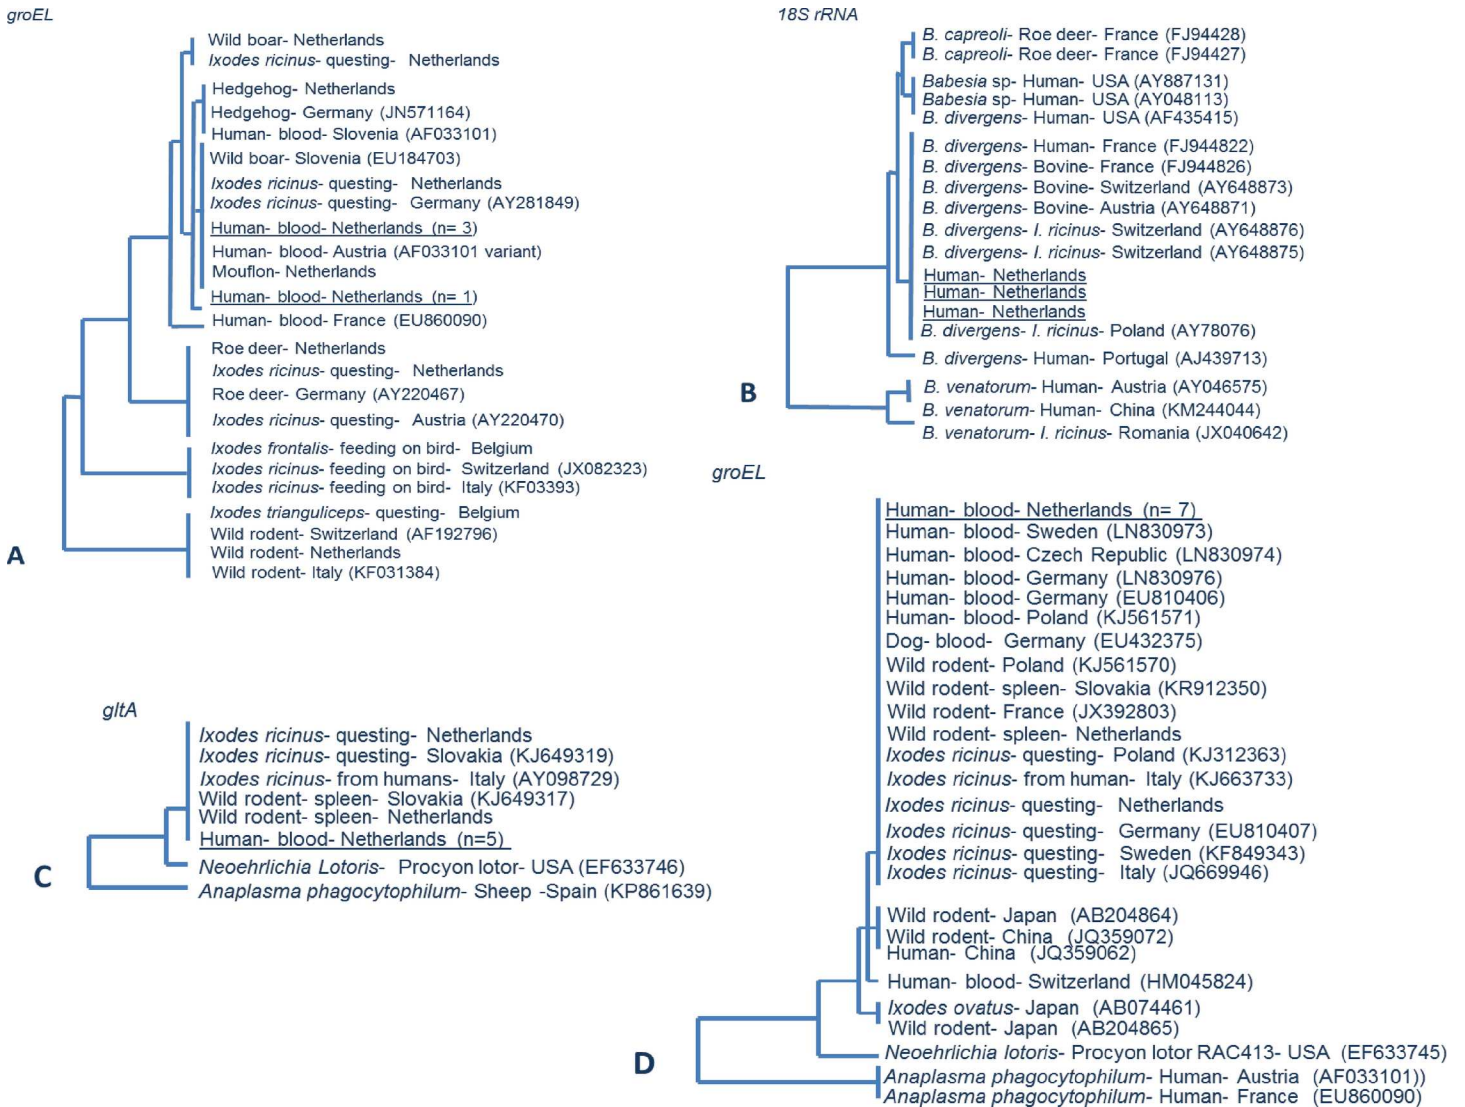 groEL
Wild boar- Netherlands
Ixodes ricinus- questing- Netherlands
Hedgehog- Netherlands
Hedgehog- Germany (JN571164)
Human- blood- Slovenia (AF033101)
Wild boar- Slovenia (EU184703)
Ixodes ricinus- questing- Netherlands
Ixodes ricinus- questing- Germany (AY281849)
Human- blood- Netherlands (n= 3)
Human- blood- Austria (AF033101 variant)
Mouflon- Netherlands
Human- blood- Netherlands (n= 1)
Human- blood- France (EU860090)
Roe deer- Netherlands
Ixodes ricinus- questing- Netherlands
Roe deer- Germany (AY220467)
Ixodes ricinus- questing- Austria (AY220470)
Ixodes frontalis- feeding on bird- Belgium
Ixodes ricinus- feeding on bird- Switzerland (JX082323)
Ixodes ricinus- feeding on bird- Italy (KF03393)
Ixodes trianguliceps- questing- Belgium
Wild rodent- Switzerland (AF192796)
Wild rodent- Netherlands
Wild rodent- Italy (KF031384)
A
18S rRNA
B. capreoli- Roe deer- France (FJ94428)
B. capreoli- Roe deer- France (FJ94427)
Babesia sp- Human- USA (AY887131)
Babesia sp- Human- USA (AY048113)
B. divergens- Human- USA (AF435415)
B. divergens- Human- France (FJ944822)
B. divergens- Bovine- France (FJ944826)
B. divergens- Bovine- Switzerland (AY648873)
B. divergens- Bovine- Austria (AY648871)
B. divergens- I. ricinus- Switzerland (AY648876)
B. divergens- I. ricinus- Switzerland (AY648875)
Human- Netherlands
Human- Netherlands
Human- Netherlands
B. divergens- I. ricinus- Poland (AY78076)
B. divergens- Human- Portugal (AJ439713)
B. venatorum- Human- Austria (AY046575)
B. venatorum- Human- China (KM244044)
B. venatorum- I. ricinus- Romania (JX040642)
B
gltA
Ixodes ricinus- questing- Netherlands
Ixodes ricinus- questing- Slovakia (KJ649319)
Ixodes ricinus- from humans- Italy (AY098729)
Wild rodent- spleen- Slovakia (KJ649317)
Wild rodent- spleen- Netherlands
Human- blood- Netherlands (n=5)
Neoehrlichia Lotoris- Procyon lotor- USA (EF633746)
Anaplasma phagocytophilum- Sheep -Spain (KP861639)
C
groEL
Human- blood- Netherlands (n= 7)
Human- blood- Sweden (LN830973)
Human- blood- Czech Republic (LN830974)
Human- blood- Germany (LN830976)
Human- blood- Germany (EU810406)
Human- blood- Poland (KJ561571)
Dog- blood- Germany (EU432375)
Wild rodent- Poland (KJ561570)
Wild rodent- spleen- Slovakia (KR912350)
Wild rodent- France (JX392803)
Wild rodent- spleen- Netherlands
Ixodes ricinus- questing- Poland (KJ312363)
Ixodes ricinus- from human- Italy (KJ663733)
Ixodes ricinus- questing- Netherlands
Ixodes ricinus- questing- Germany (EU810407)
Ixodes ricinus- questing- Sweden (KF849343)
Ixodes ricinus- questing- Italy (JQ669946)
Wild rodent- Japan (AB204864)
Wild rodent- China (JQ359072)
Human- China (JQ359062)
Human- blood- Switzerland (HM045824)
Ixodes ovatus- Japan (AB074461)
Wild rodent- Japan (AB204865)
Neoehrlichia lotoris- Procyon lotor RAC413- USA (EF633745)
Anaplasma phagocytophilum- Human- Austria (AF033101))
Anaplasma phagocytophilum- Human- France (EU860090)
D